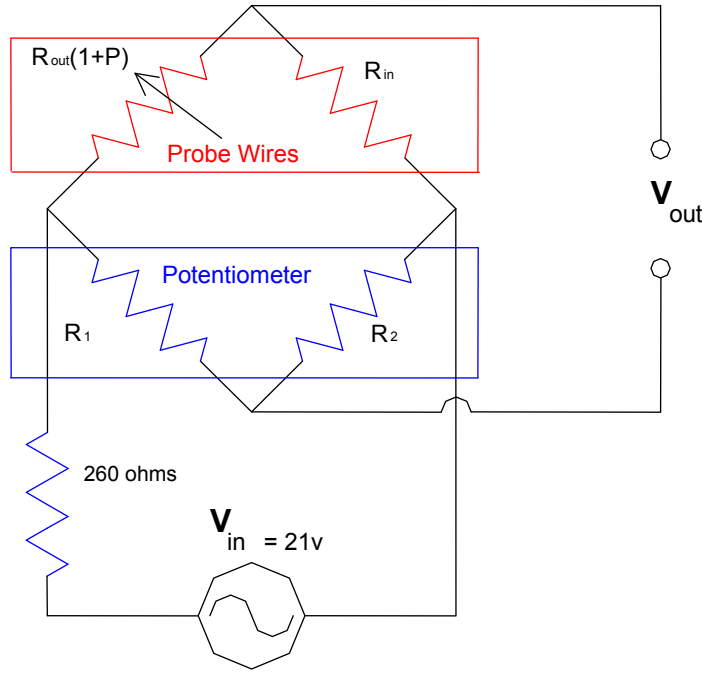 Rout(1+P)
Rin
Probe Wires
Vout
Potentiometer
R1
R2
260 ohms
Vin = 21v